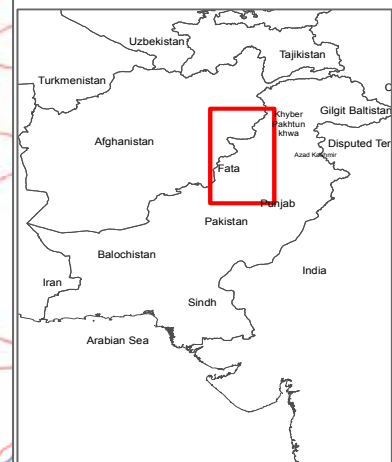 Uzbekistan
Tajikistan
Turkmenistan
Gilgit Baltistan
Khyber
Pakhtun
khwa
Afghanistan
Disputed Ter
Azad Kashmir
Fata
Punjab
Pakistan
Balochistan
India
Iran
Sindh
Arabian Sea